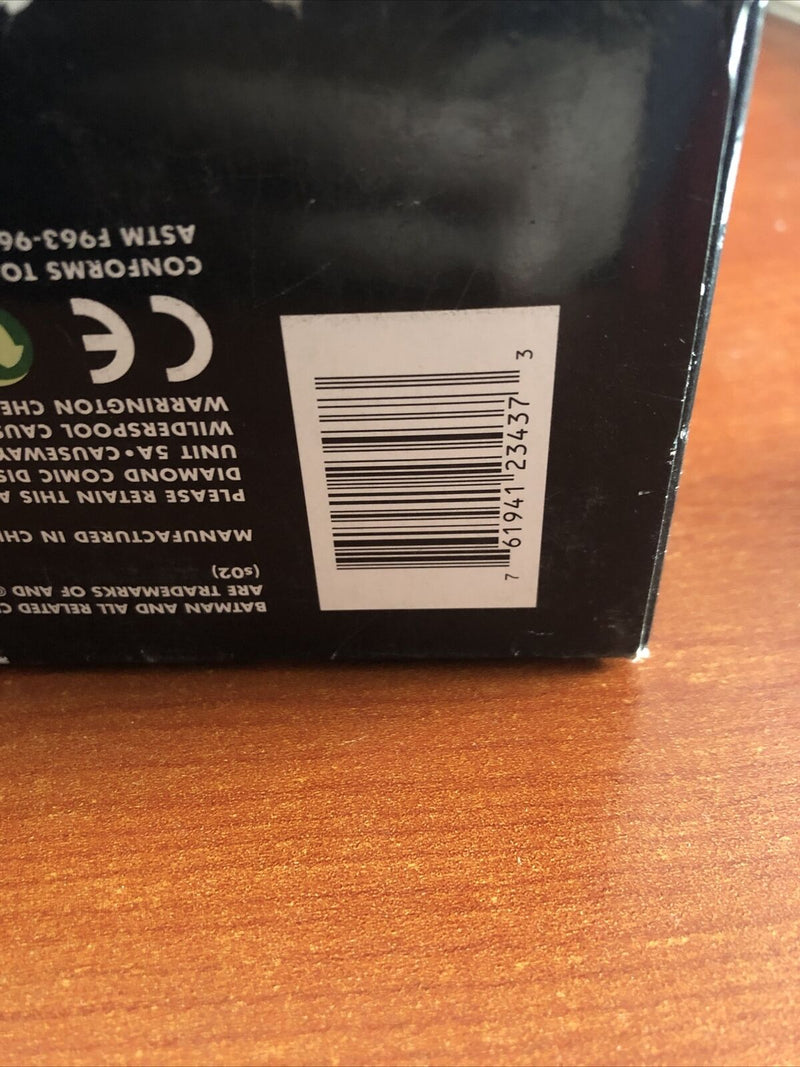 BATMAN AND ALL RELATED C
ARE TRADEMARKS OF AND ©
(s02)
MANUFACTURED IN CHI
PLEASE RETAIN THIS A
DIAMOND COMIC DIS
UNIT 5A•CAUSEWAY
WILDERSPOOL CAUS
WARRINGTON CHE
CE
CONFORMS TO
ASTM F963-96
7 61941 23437 3